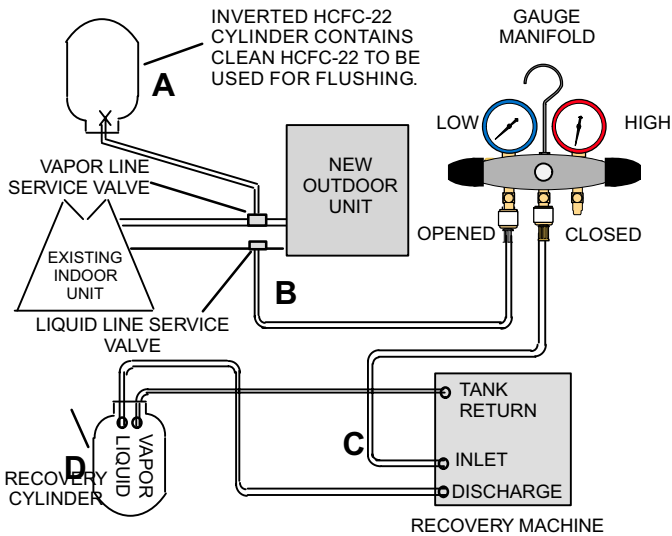 INVERTED HCFC-22
CYLINDER CONTAINS
CLEAN HCFC-22 TO BE
USED FOR FLUSHING.
GAUGE
MANIFOLD
A
LOW
HIGH
VAPOR LINE
SERVICE VALVE
NEW
OUTDOOR
UNIT
OPENED
CLOSED
EXISTING
INDOOR
UNIT
B
LIQUID LINE SERVICE
VALVE
TANK
RETURN
C
D
RECOVERY
CYLINDER
LIQUID
VAPOR
INLET
DISCHARGE
RECOVERY MACHINE